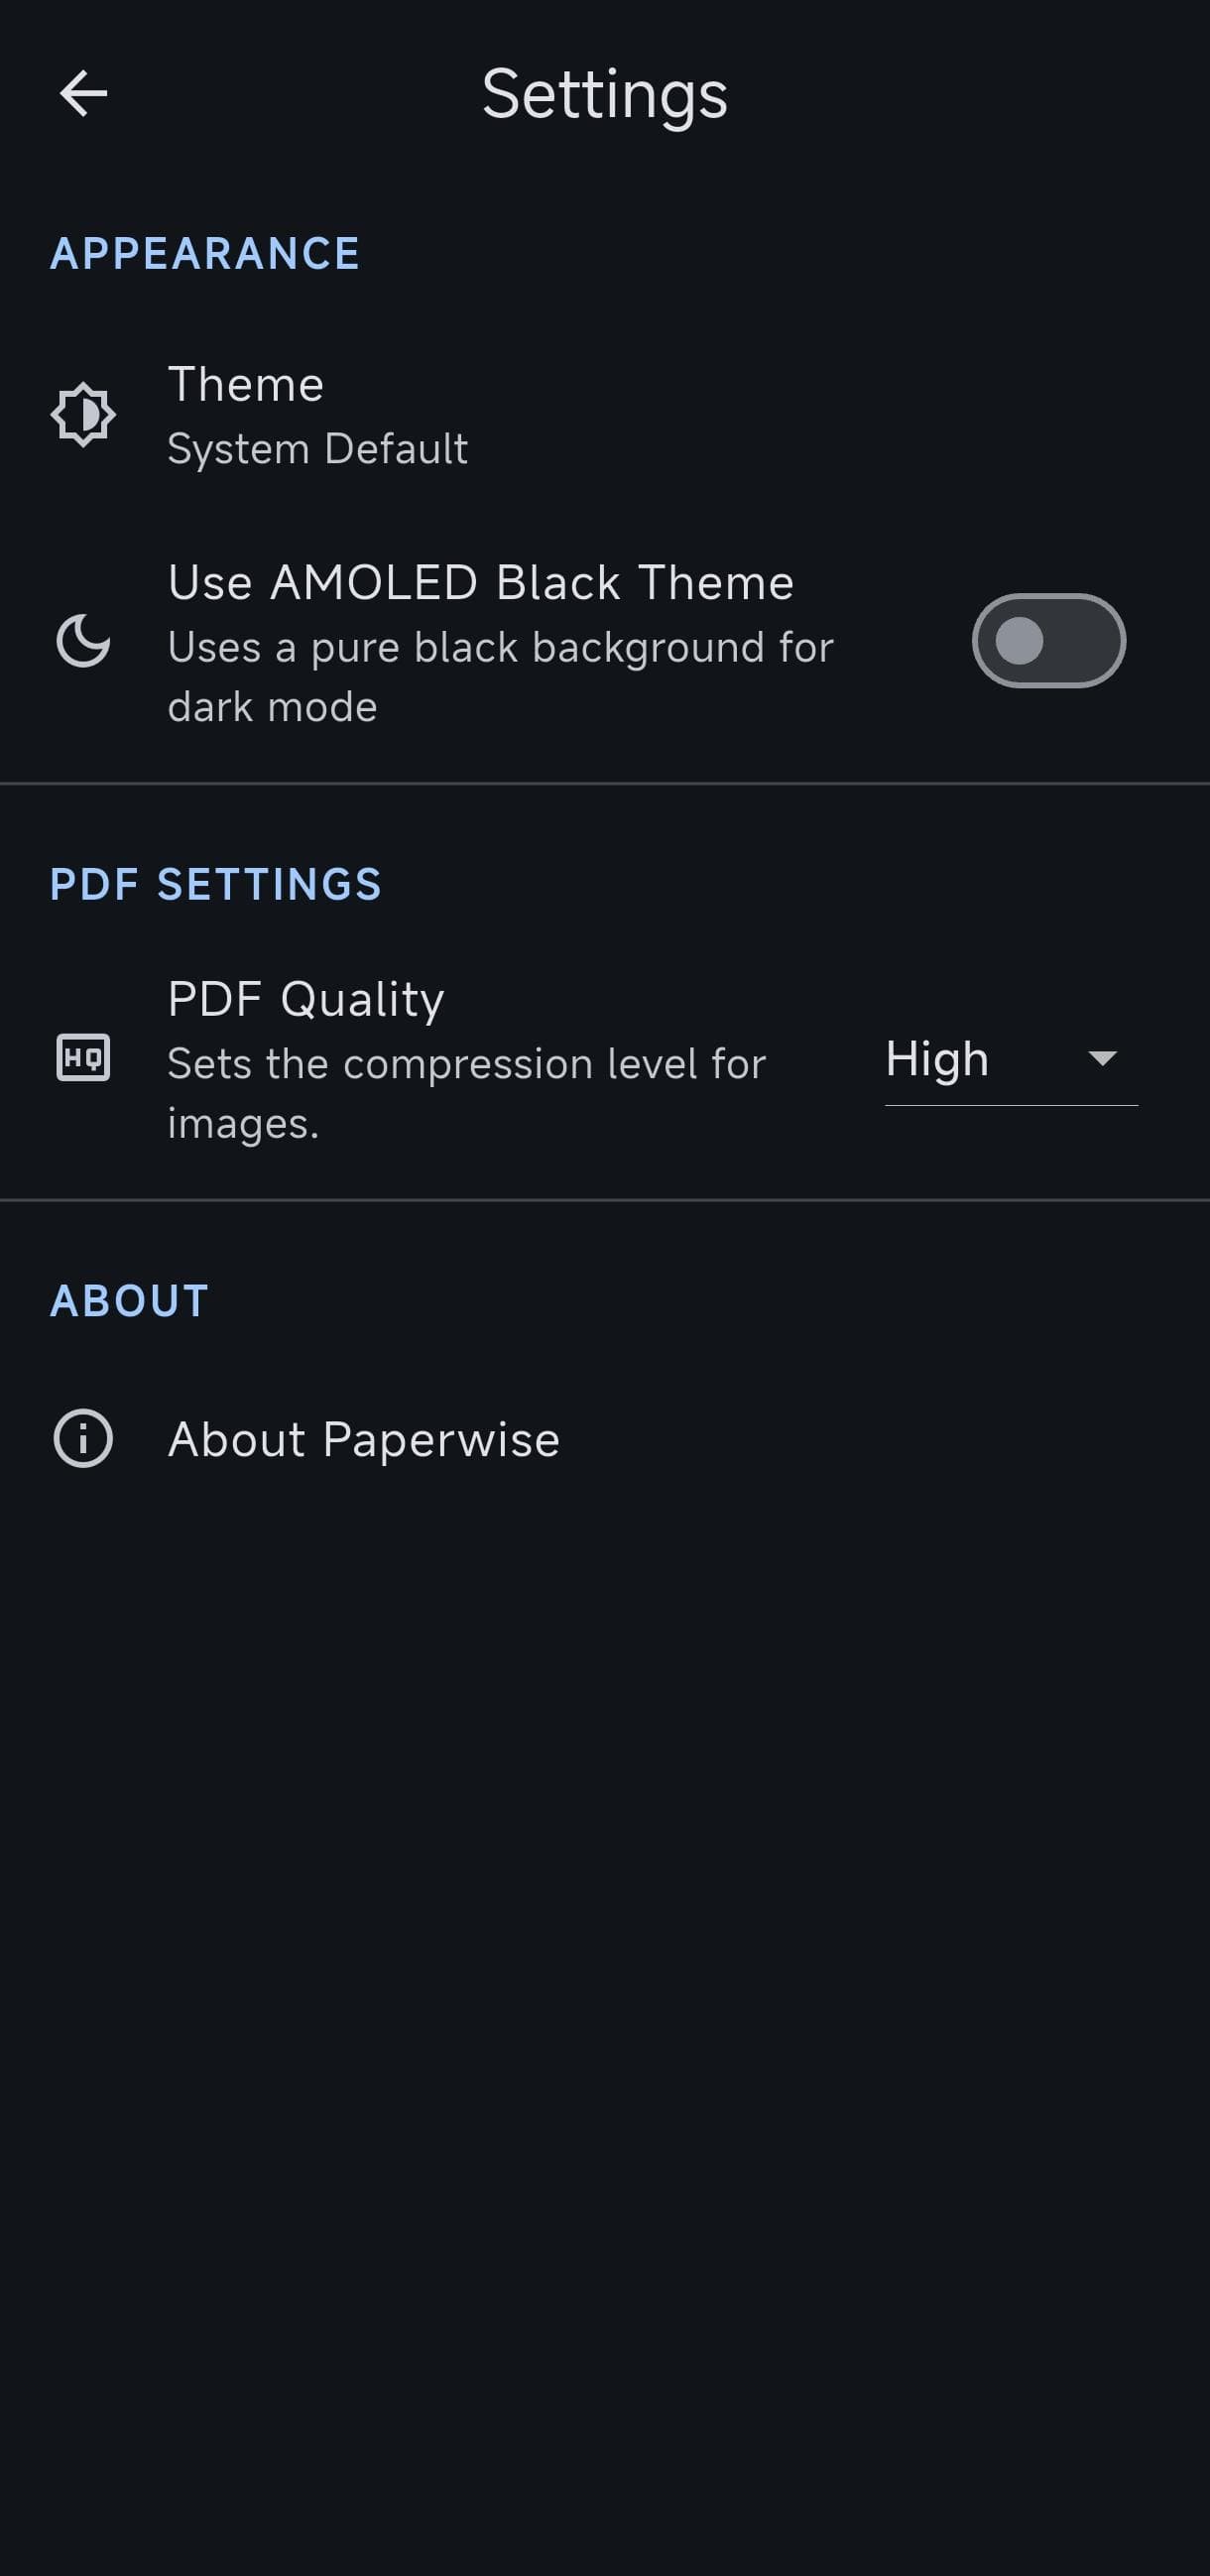 Settings
APPEARANCE
Theme
System Default
Use AMOLED Black Theme
Uses a pure black background for
dark mode
PDF SETTINGS
PDF Quality
Sets the compression level for
images.
HQ
High
ABOUT
About Paperwise